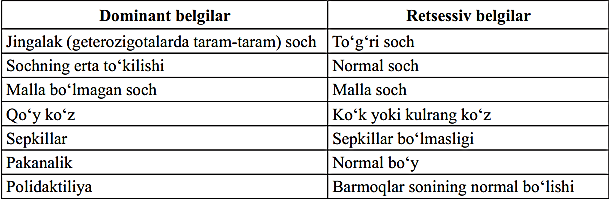 Dominant belgilar Retsessiv belgilar
Jingalak (geterozigotalarda taram-taram) soch To‘g‘ri soch
Sochning erta to‘kilishi Normal soch
Malla bo‘lmagan soch Malla soch
Qo‘y ko‘z Ko‘k yoki kulrang ko‘z
Sepkillar Sepkillar bo‘lmasligi
Pakanalik Normal bo‘y
Polidaktiliya Barmoqlar sonining normal bo‘lishi